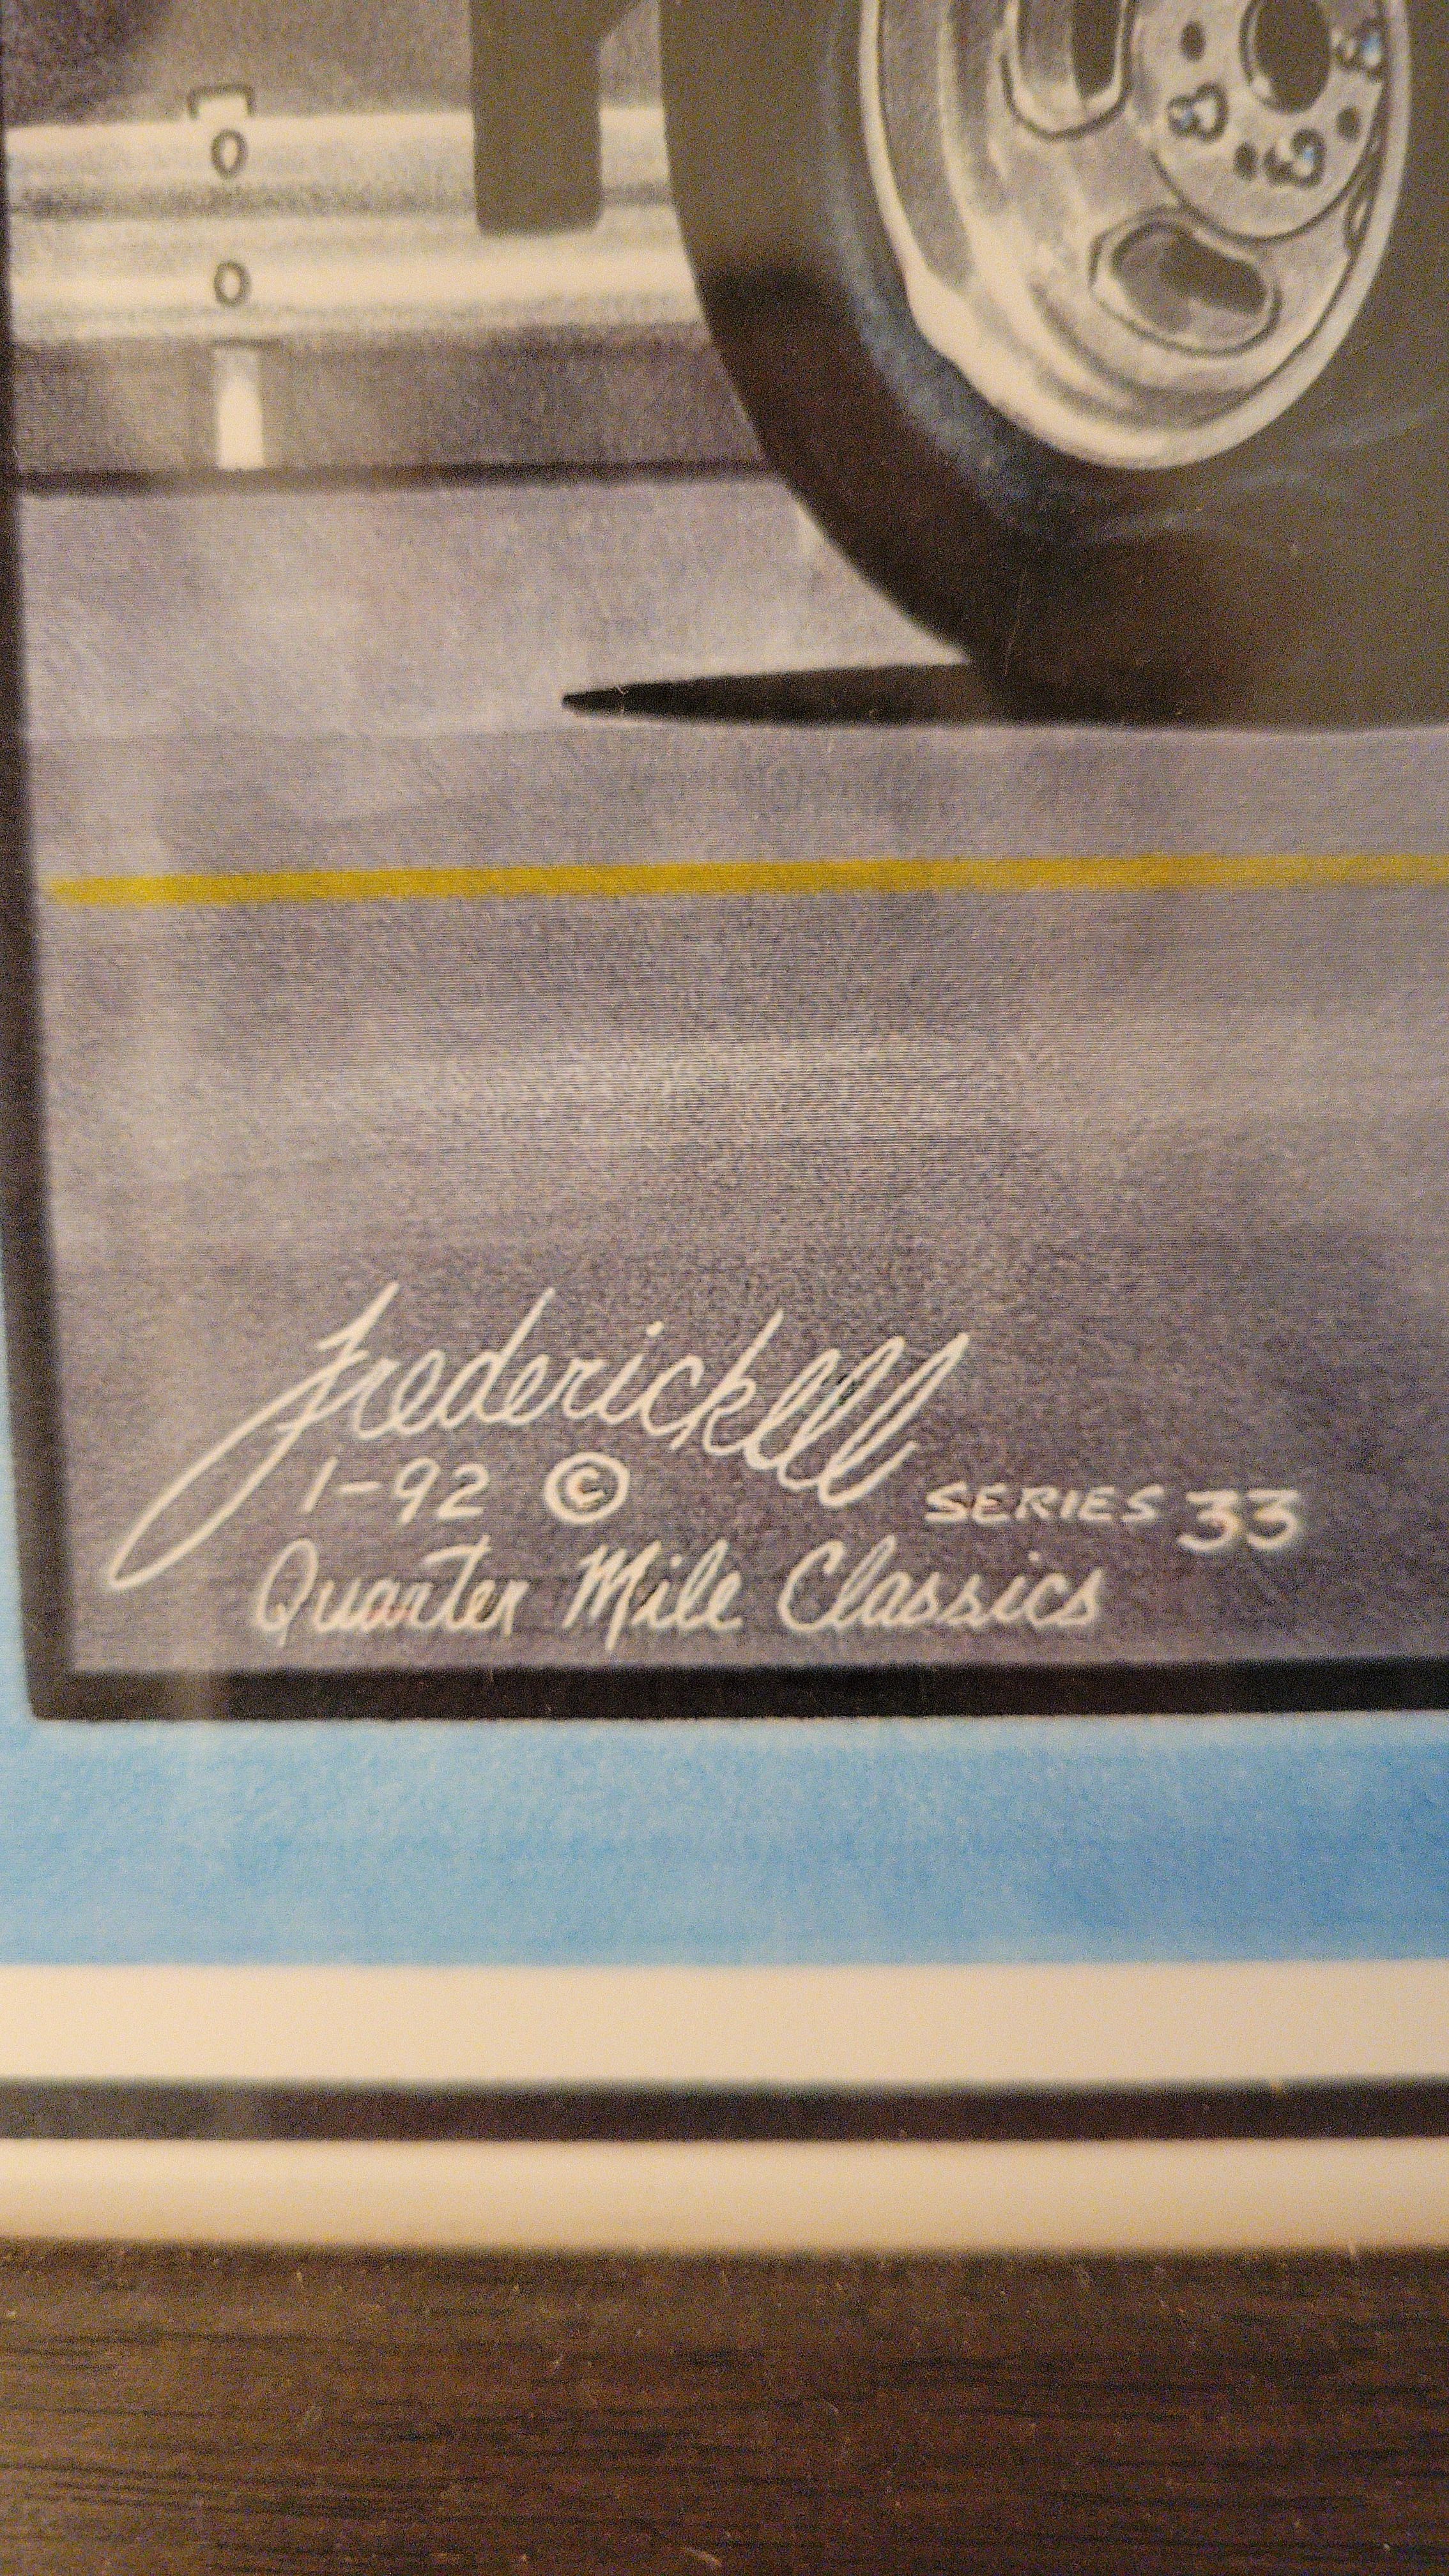 Frederickell
1-92 © SERIES 33
Quarter Mile Classics